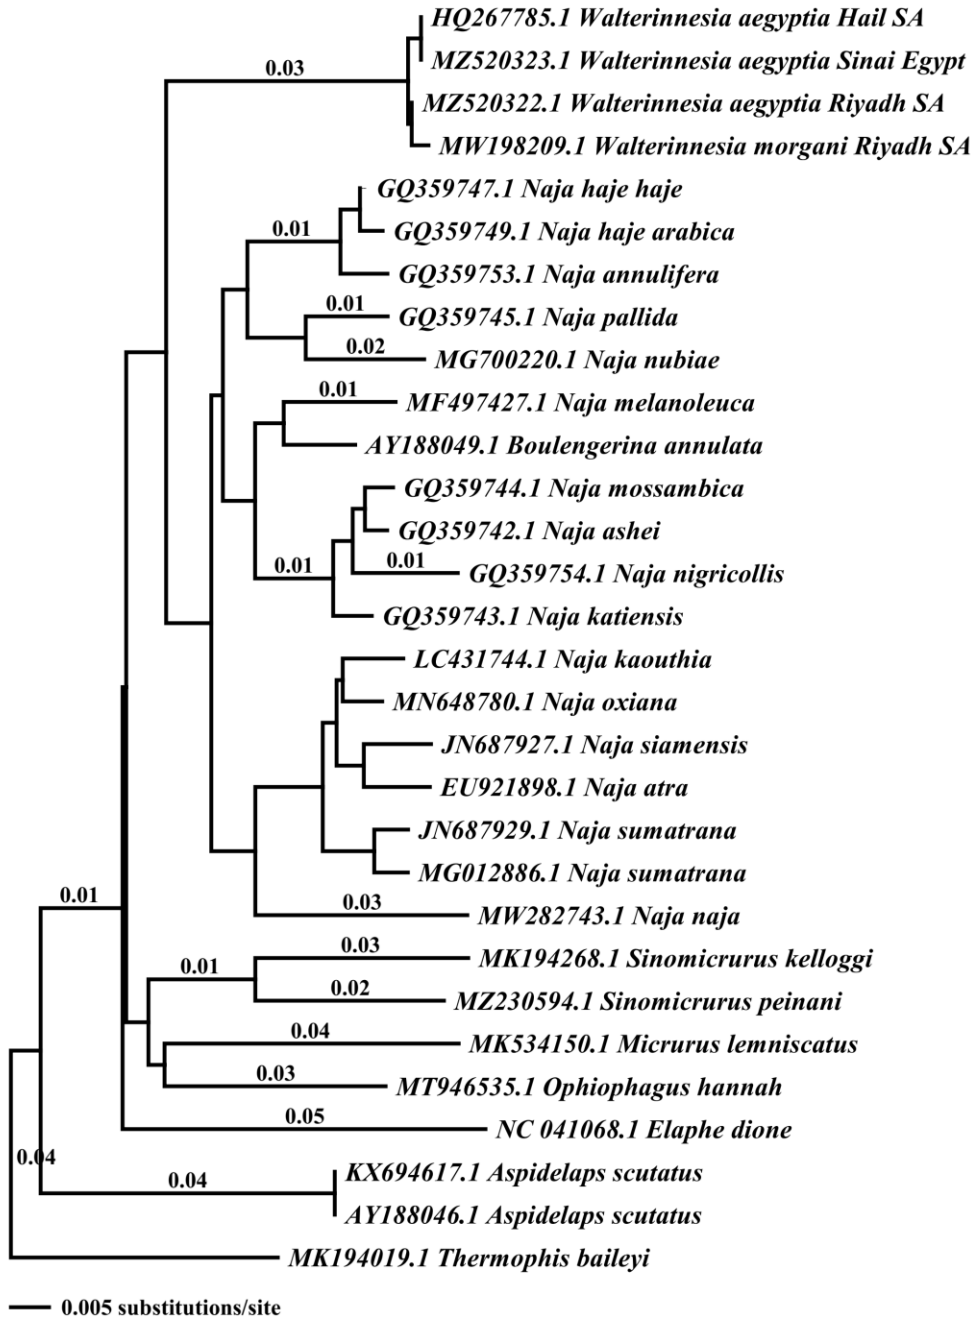 HQ267785.1 Walterinnesia aegyptia Hail SA
MZ520323.1 Walterinnesia aegyptia Sinai Egypt
0.03
MZ520322.1 Walterinnesia aegyptia Riyadh SA
MW198209.1 Walterinnesia morgani Riyadh SA
GQ359747.1 Naja haje haje
0.01
GQ359749.1 Naja haje arabica
GQ359753.1 Naja annulifera
0.01
GQ359745.1 Naja pallida
0.02
MG700220.1 Naja nubiae
0.01
MF497427.1 Naja melanoleuca
AY188049.1 Boulengerina annulata
GQ359744.1 Naja mossambica
GQ359742.1 Naja ashei
0.01
0.01
GQ359754.1 Naja nigricollis
GQ359743.1 Naja katiensis
LC431744.1 Naja kaouthia
MN648780.1 Naja oxiana
JN687927.1 Naja siamensis
EU921898.1 Naja atra
JN687929.1 Naja sumatrana
MG012886.1 Naja sumatrana
0.01
0.03
MW282743.1 Naja naja
0.03
MK194268.1 Sinomicrurus kelloggi
0.01
0.02
MZ230594.1 Sinomicrurus peinani
0.04
MK534150.1 Micrurus lemniscatus
0.03
MT946535.1 Ophiophagus hannah
0.05
NC 041068.1 Elaphe dione
0.04
KX694617.1 Aspidelaps scutatus
0.04
AY188046.1 Aspidelaps scutatus
MK194019.1 Thermophis baileyi
0.005 substitutions/site